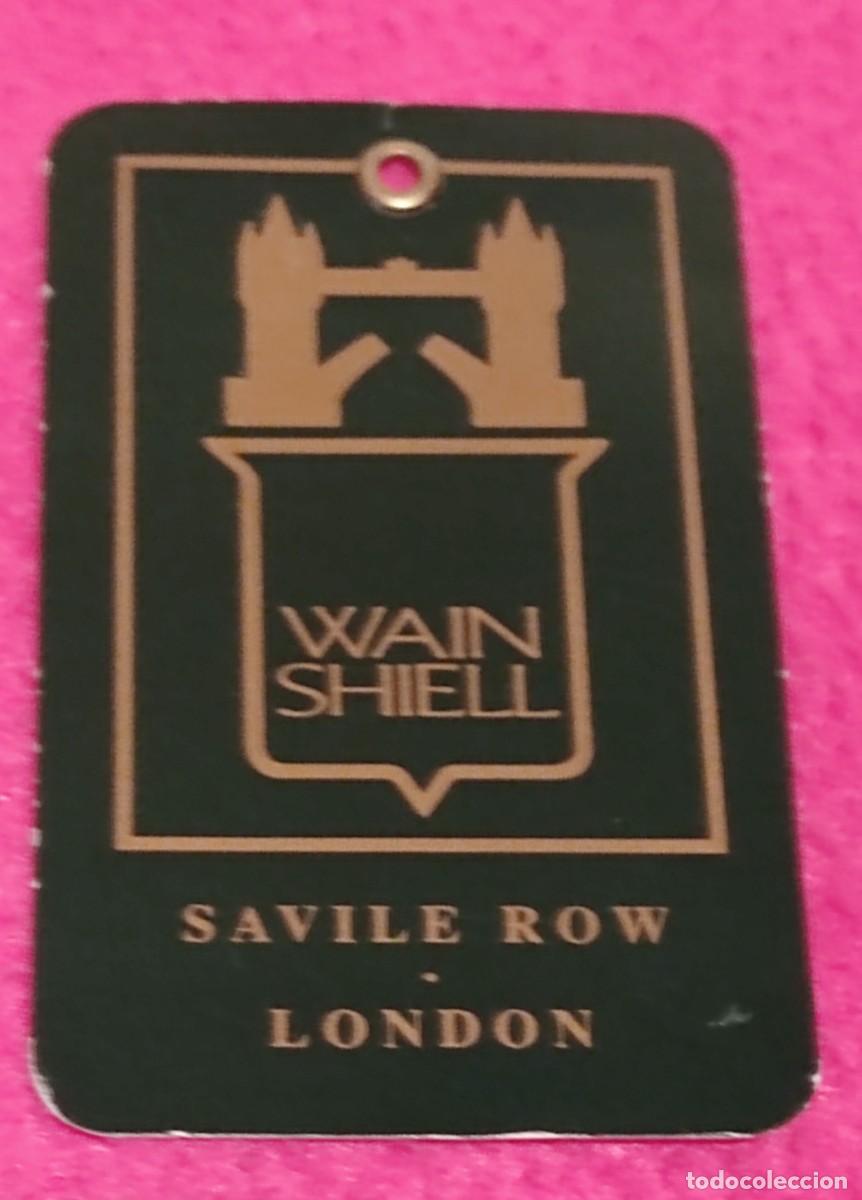 WAIN
SHIELL
SAVILE ROW
-
LONDON
todocoleccion